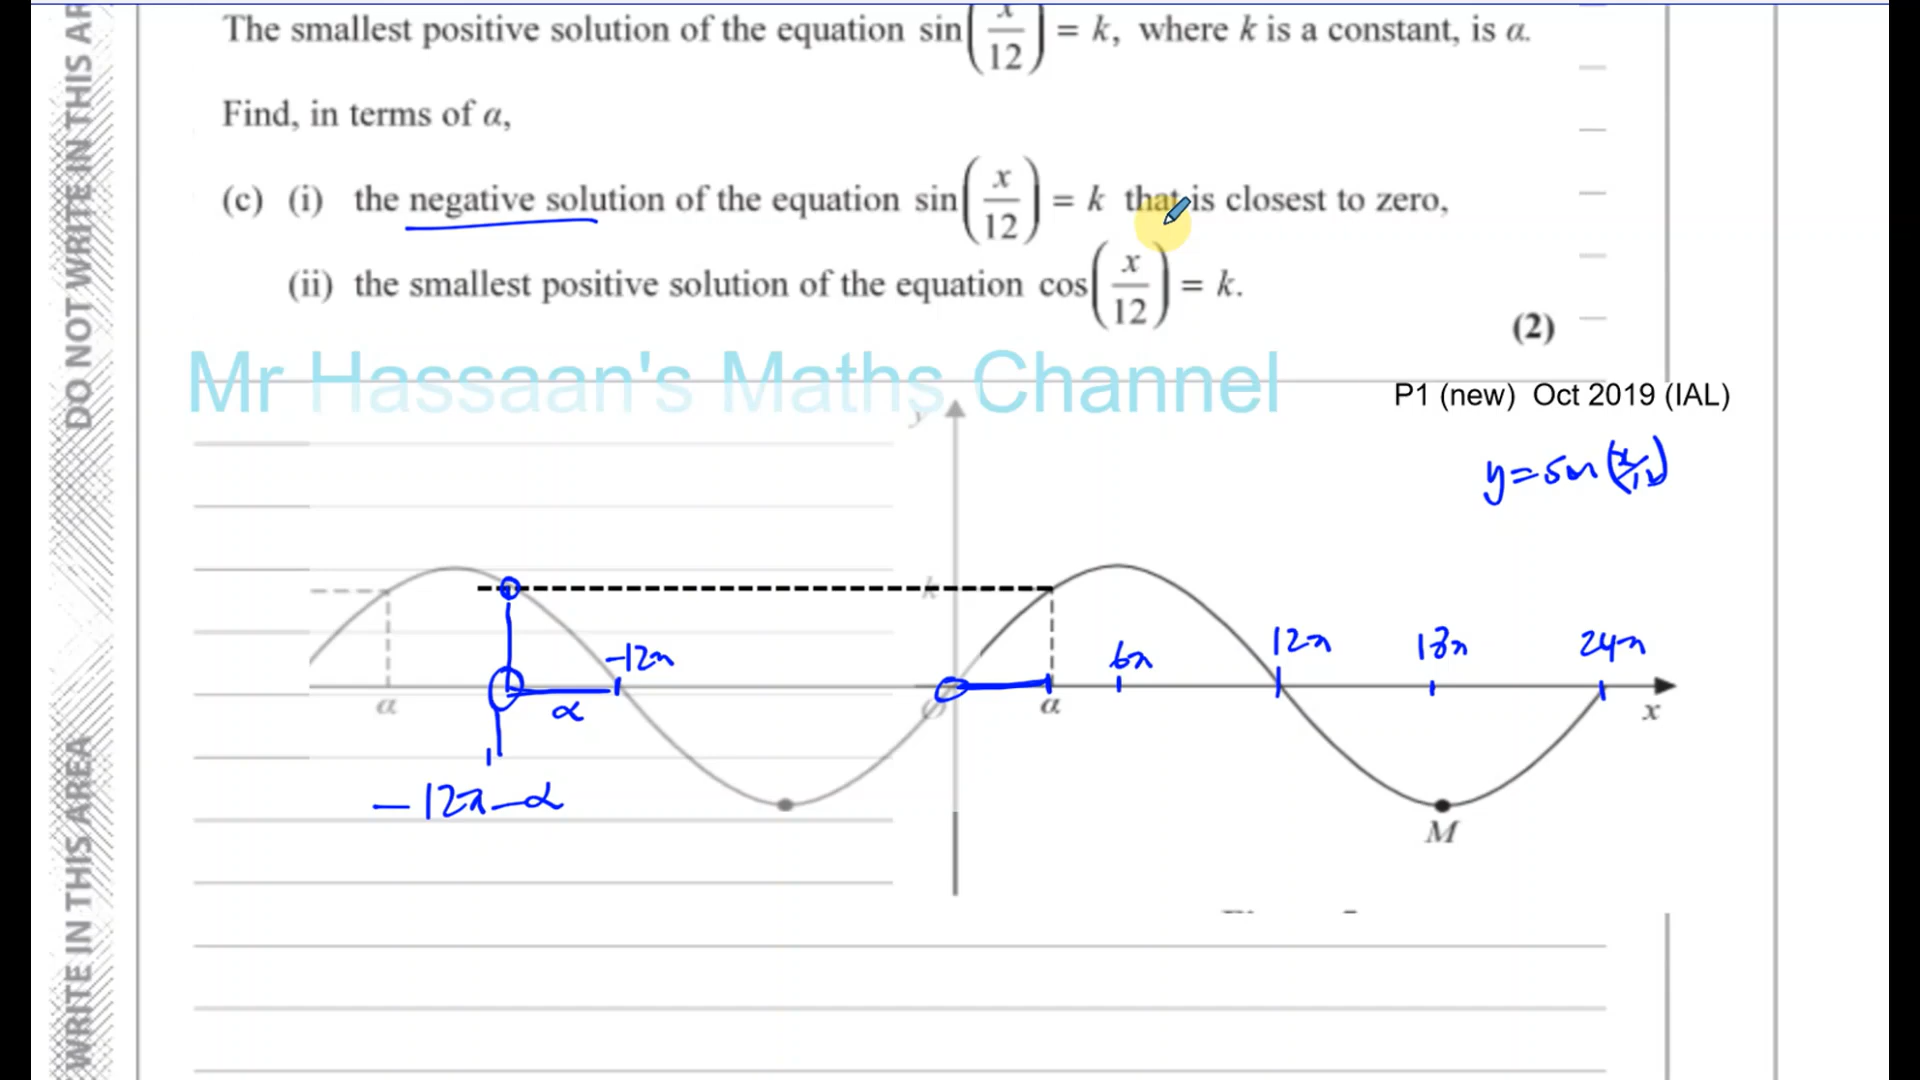 The smallest positive solution of the equation sin(x/12) = k, where k is a constant, is α.
Find, in terms of α,
(c) (i) the negative solution of the equation sin(x/12) = k that is closest to zero,
(ii) the smallest positive solution of the equation cos(x/12) = k.
(2)
Mr Hassaan's Maths Channel
P1 (new) Oct 2019 (IAL)
y
y=sin(x/12)
k
-12π
6π
12π
18π
24π
α
α
O
α
x
-12π-α
M
DO NOT WRITE IN THIS AR
WRITE IN THIS AREA